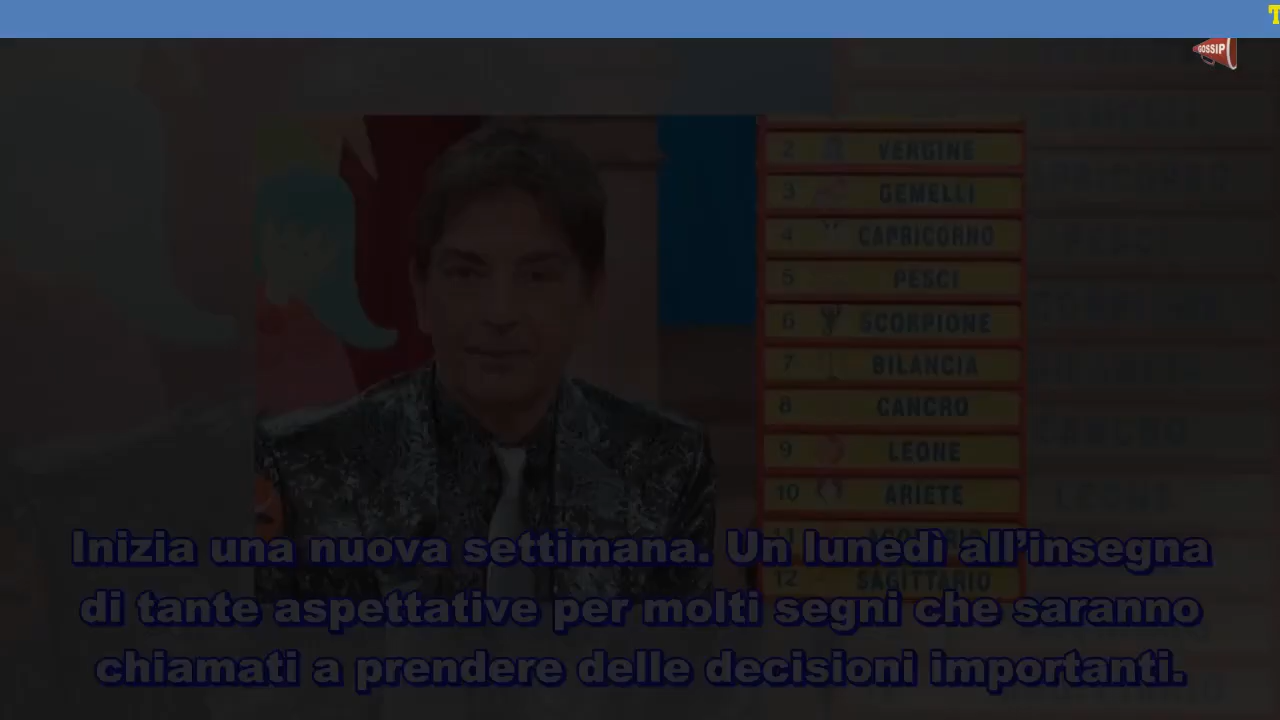 T
GOSSIP
2 VERGINE
3 GEMELLI
4 CAPRICORNO
5 PESCI
6 SCORPIONE
7 BILANCIA
8 CANCRO
9 LEONE
10 ARIETE
11
12 SAGITTARIO
Inizia una nuova settimana. Un lunedì all’insegna
di tante aspettative per molti segni che saranno
chiamati a prendere delle decisioni importanti.